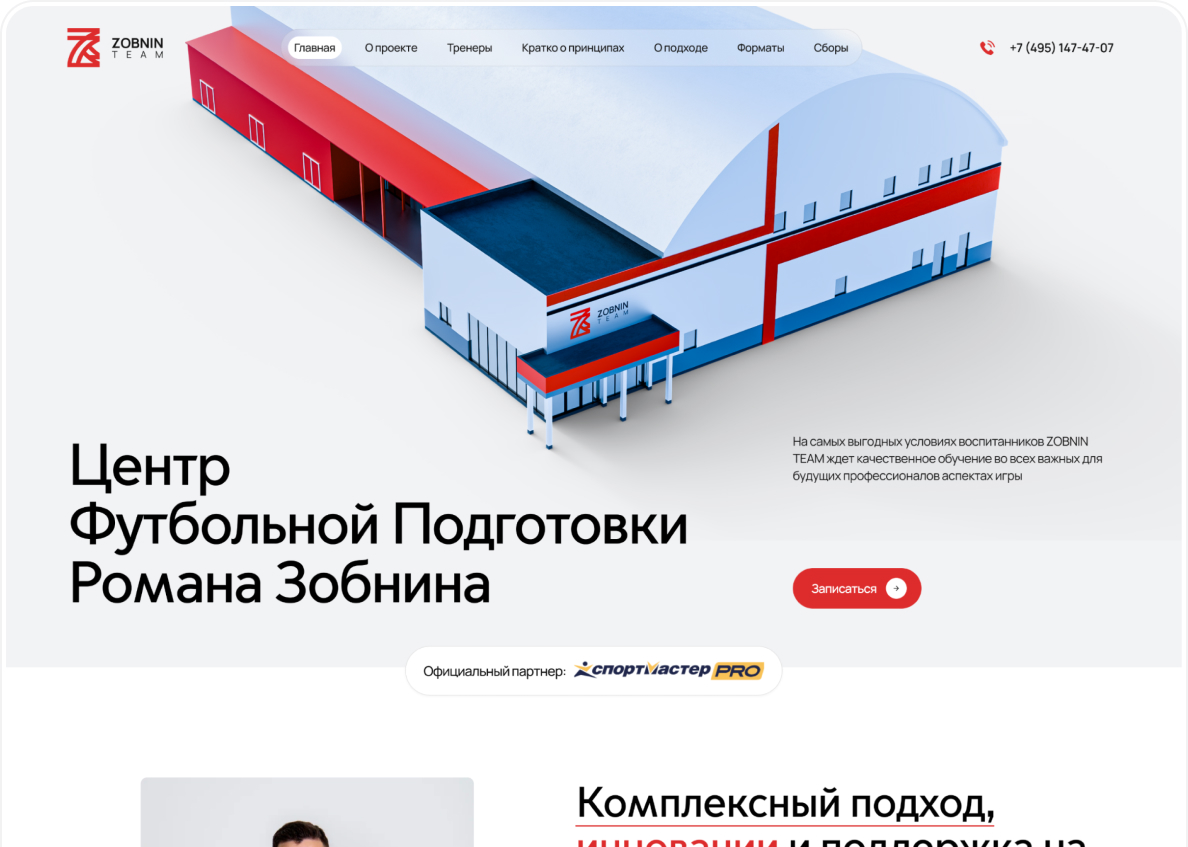 ZOBNIN
TEAM
Главная
О проекте
Тренеры
Кратко о принципах
О подходе
Форматы
Сборы
+7 (495) 147-47-07
ZOBNIN
TEAM
Центр
Футбольной Подготовки
Романа Зобнина
На самых выгодных условиях воспитанников ZOBNIN
TEAM ждет качественное обучение во всех важных для
будущих профессионалов аспектах игры
Записаться
Официальный партнер: спортмастер PRO
Комплексный подход,
инновации и поддержка на